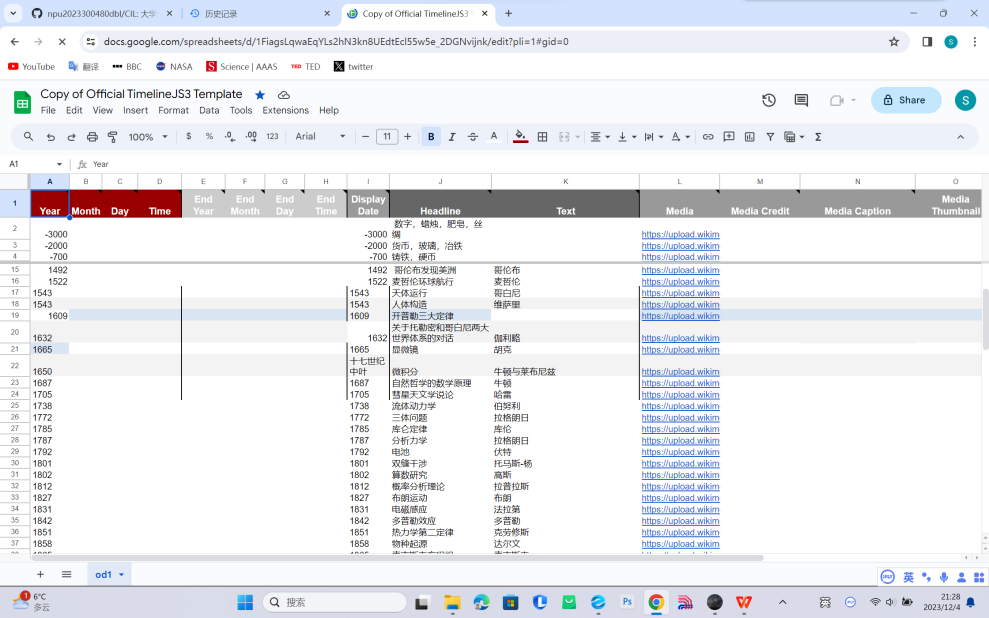 npu2023300480dbl/CIL: 大学 历史记录 Copy of Official TimelineJS3
docs.google.com/spreadsheets/d/1FiagsLqwaEqYLs2hN3kn8UEdtEcl55w5e_2DGNvijnk/edit?pli=1#gid=0
YouTube 翻译 BBC NASA Science | AAAS TED twitter
Copy of Official TimelineJS3 Template
File Edit View Insert Format Data Tools Extensions Help
Share S
100% $ % .0 .00 123 Arial 11 B I A
A1 fx Year
A B C D E F G H I J K L M N O
1 Year Month Day Time End Year End Month End Day End Time Display Date Headline Text Media Media Credit Media Caption Media Thumbnail
2 -3000 -3000 数字，蜡烛，肥皂，丝绸 https://upload.wikim
3 -2000 -2000 货币，玻璃，冶铁 https://upload.wikim
4 -700 -700 铸铁，硬币 https://upload.wikim
15 1492 1492 哥伦布发现美洲 哥伦布 https://upload.wikim
16 1522 1522 麦哲伦环球航行 麦哲伦 https://upload.wikim
17 1543 1543 天体运行 哥白尼 https://upload.wikim
18 1543 1543 人体构造 维萨里 https://upload.wikim
19 1609 1609 开普勒三大定律 https://upload.wikim
20 1632 1632 关于托勒密和哥白尼两大世界体系的对话 伽利略 https://upload.wikim
21 1665 1665 显微镜 胡克 https://upload.wikim
22 1650 十七世纪中叶 微积分 牛顿与莱布尼兹 https://upload.wikim
23 1687 1687 自然哲学的数学原理 牛顿 https://upload.wikim
24 1705 1705 彗星天文学说论 哈雷 https://upload.wikim
25 1738 1738 流体动力学 伯努利 https://upload.wikim
26 1772 1772 三体问题 拉格朗日 https://upload.wikim
27 1785 1785 库仑定律 库伦 https://upload.wikim
28 1787 1787 分析力学 拉格朗日 https://upload.wikim
29 1792 1792 电池 伏特 https://upload.wikim
30 1801 1801 双缝干涉 托马斯-杨 https://upload.wikim
31 1802 1802 算数研究 高斯 https://upload.wikim
32 1812 1812 概率分析理论 拉普拉斯 https://upload.wikim
33 1827 1827 布朗运动 布朗 https://upload.wikim
34 1831 1831 电磁感应 法拉第 https://upload.wikim
35 1842 1842 多普勒效应 多普勒 https://upload.wikim
36 1851 1851 热力学第二定律 克劳修斯 https://upload.wikim
37 1858 1858 物种起源 达尔文 https://upload.wikim
od1
英
6°C
多云
搜索
21:28
2023/12/4